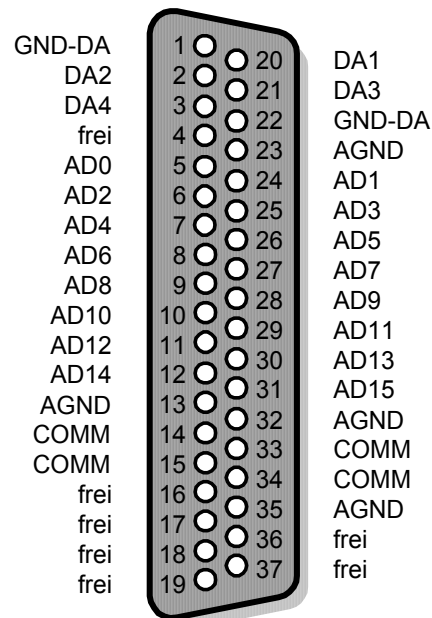 GND-DA 1
20 DA1
DA2 2
21 DA3
DA4 3
22 GND-DA
frei 4
23 AGND
AD0 5
24 AD1
AD2 6
25 AD3
AD4 7
26 AD5
AD6 8
27 AD7
AD8 9
28 AD9
AD10 10
29 AD11
AD12 11
30 AD13
AD14 12
31 AD15
AGND 13
32 AGND
COMM 14
33 COMM
COMM 15
34 COMM
frei 16
35 AGND
frei 17
36 frei
frei 18
37 frei
frei 19